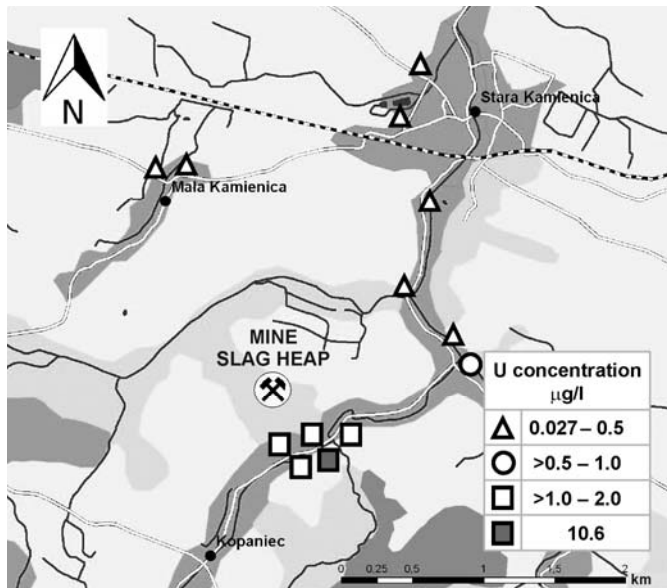 N
Stara Kamienica
Mała Kamienica
MINE
SLAG HEAP
U concentration
µg/l
0.027 – 0.5
>0.5 – 1.0
>1.0 – 2.0
10.6
Kopaniec
0 0,25 0,5 1 1,5 2
km